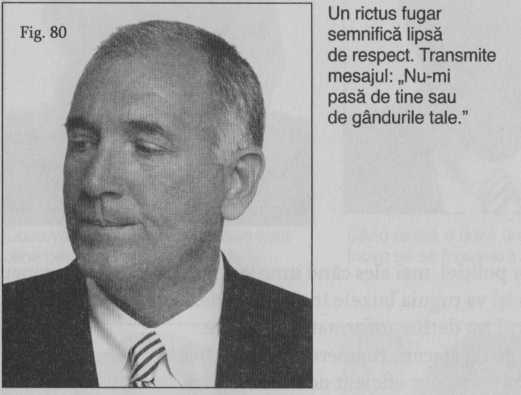 Fig. 80
Un rictus fugar
semnifică lipsă
de respect. Transmite
mesajul: „Nu-mi
pasă de tine sau
de gândurile tale.”